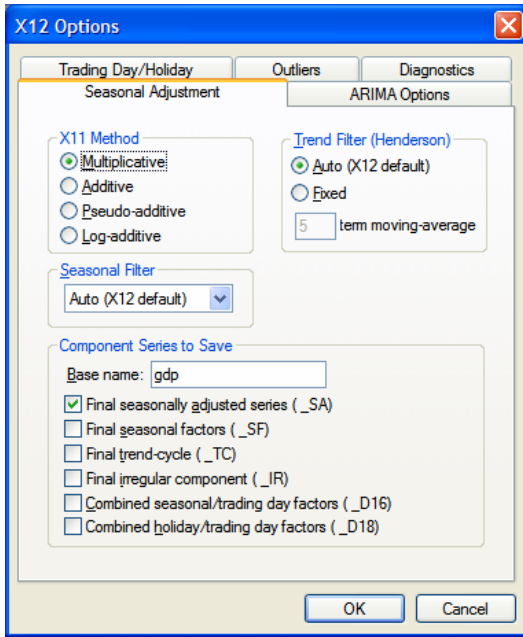 X12 Options
Trading Day/Holiday
Outliers
Diagnostics
Seasonal Adjustment
ARIMA Options
X11 Method
Multiplicative
Additive
Pseudo-additive
Log-additive
Trend Filter (Henderson)
Auto (X12 default)
Fixed
5 term moving-average
Seasonal Filter
Auto (X12 default)
Component Series to Save
Base name: gdp
Final seasonally adjusted series ( _SA)
Final seasonal factors ( _SF)
Final trend-cycle ( _TC)
Final irregular component ( _IR)
Combined seasonal/trading day factors ( _D16)
Combined holiday/trading day factors ( _D18)
OK
Cancel